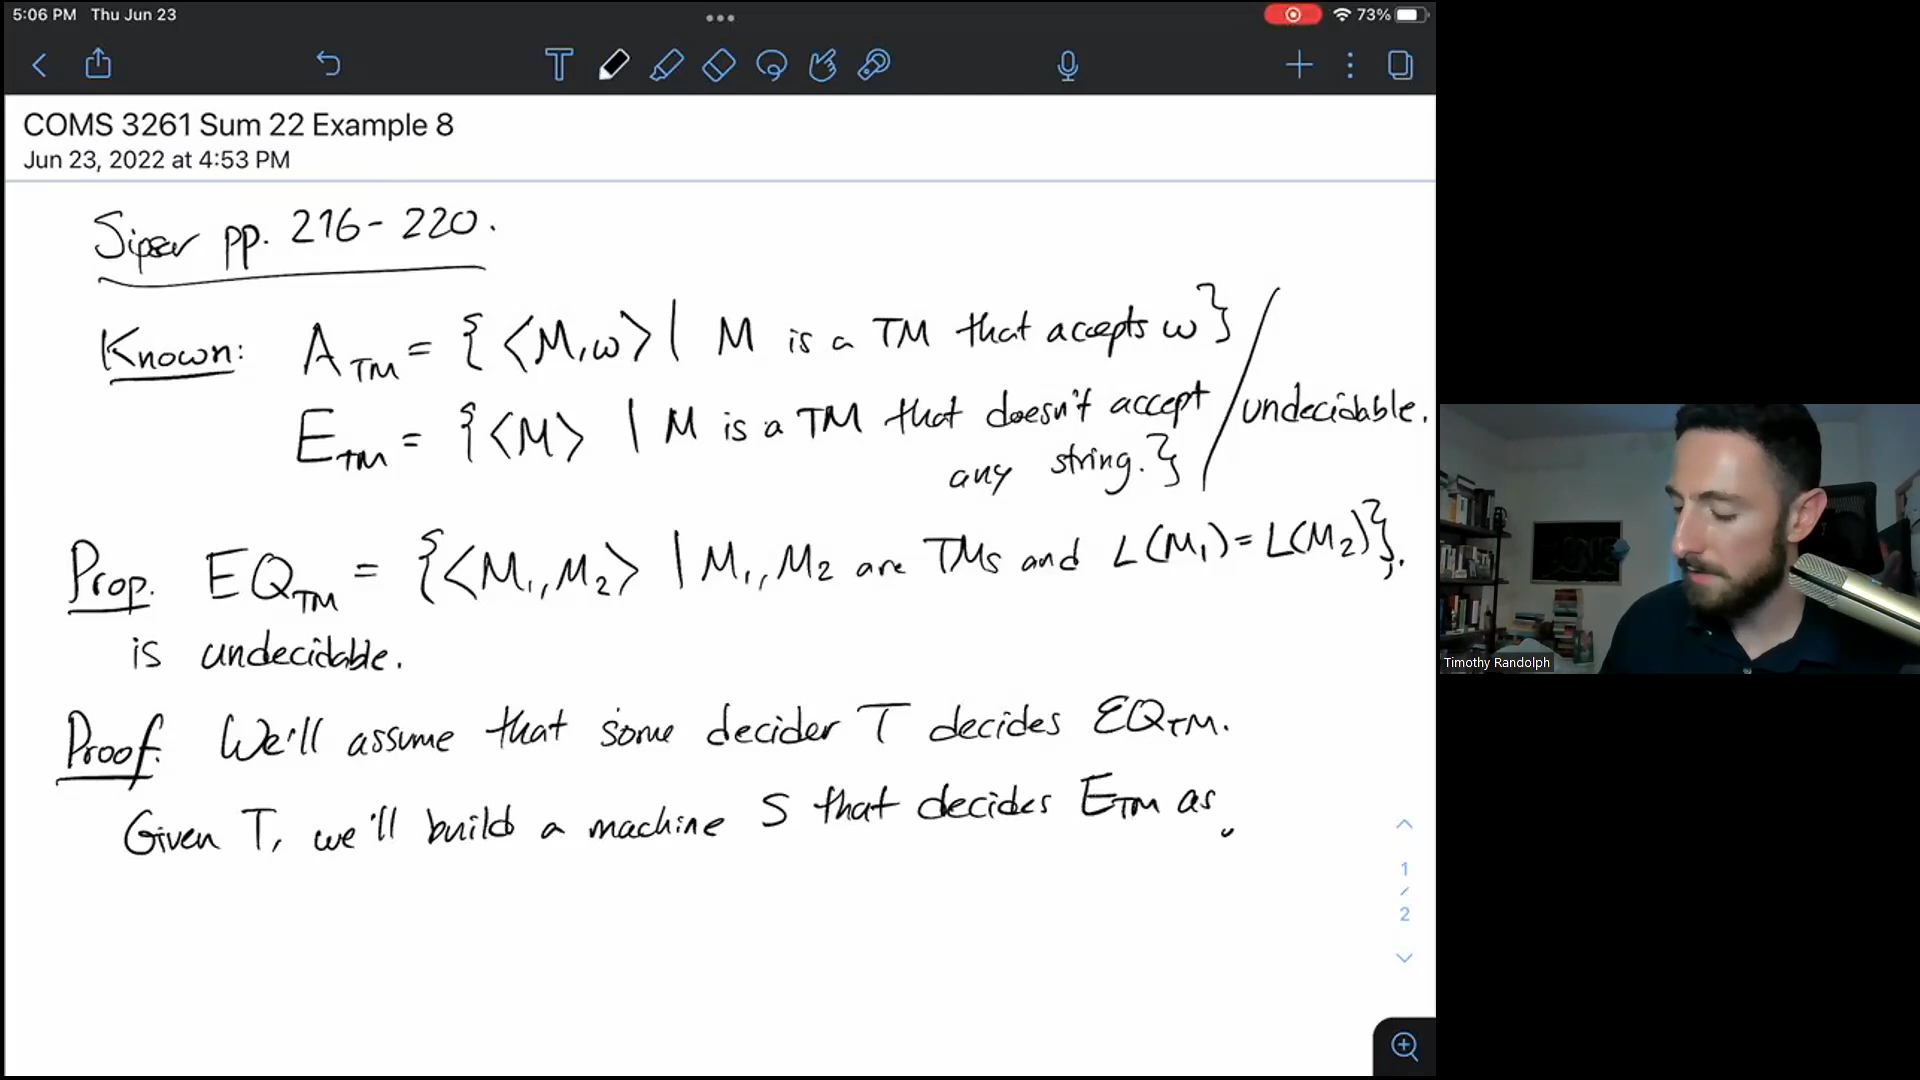 5:06 PM Thu Jun 23
73%
COMS 3261 Sum 22 Example 8
Jun 23, 2022 at 4:53 PM
Sipser pp. 216-220.
Known: A_TM = { <M,w> | M is a TM that accepts w }
E_TM = { <M> | M is a TM that doesn't accept / undecidable.
any string. }
Prop. EQ_TM = { <M₁, M₂> | M₁, M₂ are TMs and L(M₁) = L(M₂) }.
is undecidable.
Proof. We'll assume that some decider T decides EQ_TM.
Given T, we'll build a machine S that decides E_TM as
1
/
2
Timothy Randolph